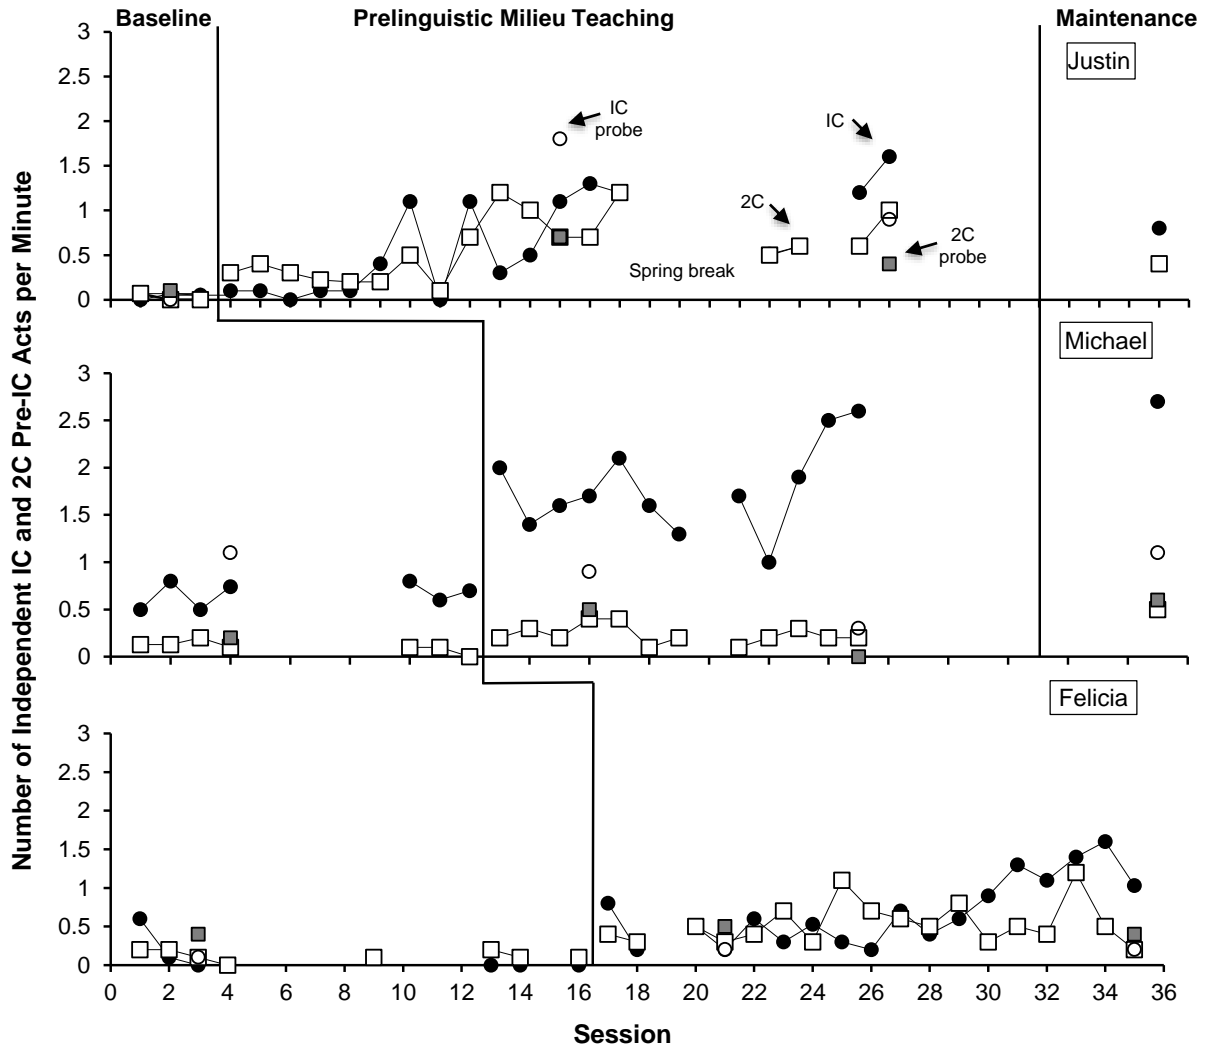 Baseline
Prelinguistic Milieu Teaching
Maintenance
Number of Independent IC and 2C Pre-IC Acts per Minute
3
2.5
2
1.5
1
0.5
0
Justin
IC
probe
IC
2C
2C
probe
Spring break
3
2.5
2
1.5
1
0.5
0
Michael
3
2.5
2
1.5
1
0.5
0
Felicia
0 2 4 6 8 10 12 14 16 18 20 22 24 26 28 30 32 34 36
Session